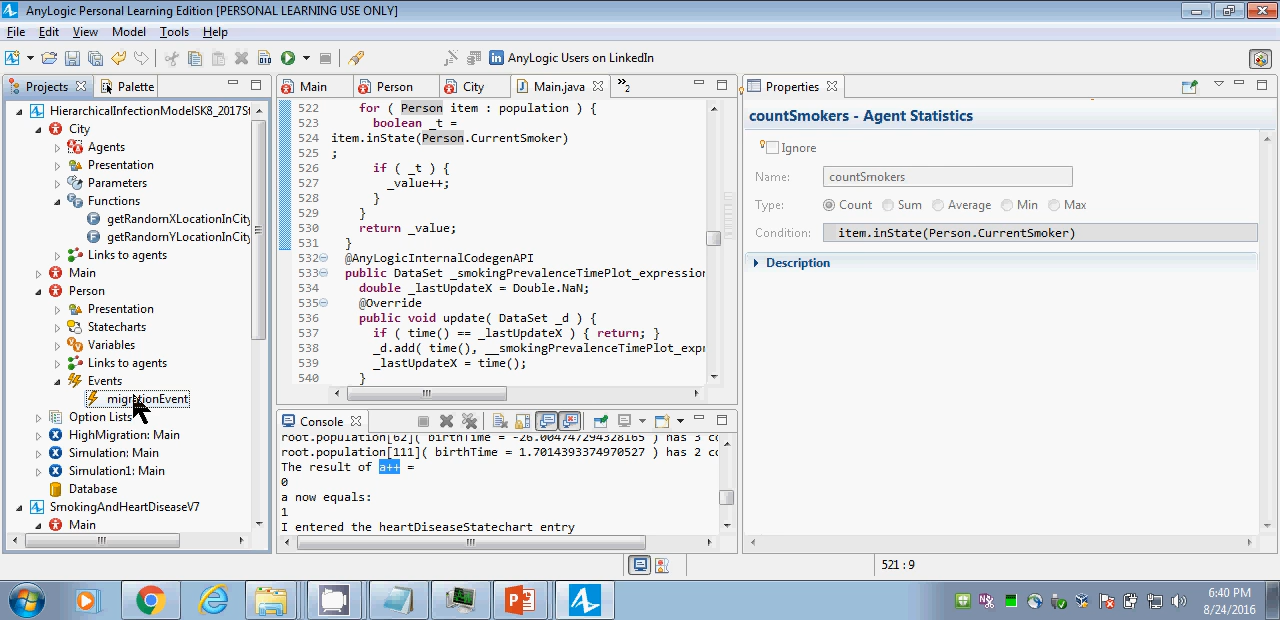 AnyLogic Personal Learning Edition [PERSONAL LEARNING USE ONLY]
File Edit View Model Tools Help
AnyLogic Users on LinkedIn
Projects Palette
HierarchicalInfectionModelSK8_2017St
City
Agents
Presentation
Parameters
Functions
getRandomXLocationInCity
getRandomYLocationInCity
Links to agents
Main
Person
Presentation
Statecharts
Variables
Links to agents
Events
migrationEvent
Option Lists
HighMigration: Main
Simulation: Main
Simulation1: Main
Database
SmokingAndHeartDiseaseV7
Main
Main Person City Main.java »2
522 for ( Person item : population ) {
523 boolean _t =
524 item.inState(Person.CurrentSmoker)
525 ;
526 if ( _t ) {
527 _value++;
528 }
529 }
530 return _value;
531 }
532 @AnyLogicInternalCodegenAPI
533 public DataSet _smokingPrevalenceTimePlot_expression
534 double _lastUpdateX = Double.NaN;
535 @Override
536 public void update( DataSet _d ) {
537 if ( time() == _lastUpdateX ) { return; }
538 _d.add( time(), __smokingPrevalenceTimePlot_expr
539 _lastUpdateX = time();
540 }
Console
root.population[62]( birthTime = -26.004747294328165 ) has 3 co
root.population[111]( birthTime = 1.7014393374970527 ) has 2 co
The result of a++ =
0
a now equals:
1
I entered the heartDiseaseStatechart entry
Properties
countSmokers - Agent Statistics
Ignore
Name: countSmokers
Type: Count Sum Average Min Max
Condition: item.inState(Person.CurrentSmoker)
Description
521 : 9
6:40 PM
8/24/2016